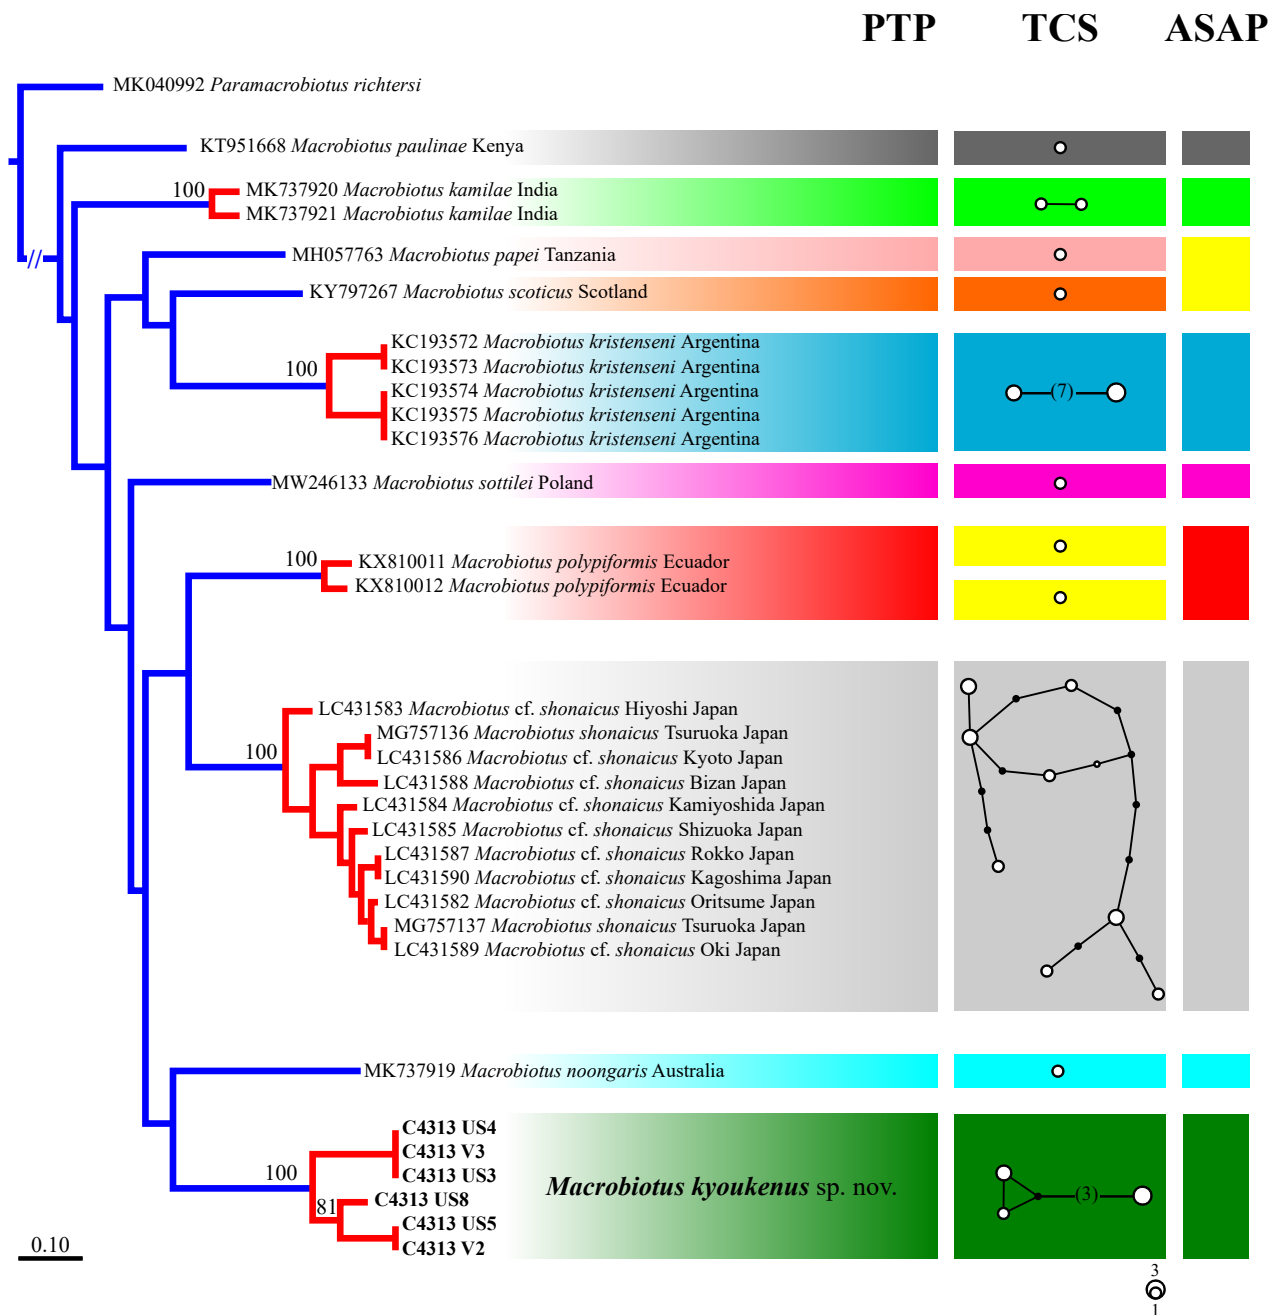 PTP TCS ASAP
MK040992 Paramacrobiotus richtersi
KT951668 Macrobiotus paulinae Kenya
100
MK737920 Macrobiotus kamilae India
MK737921 Macrobiotus kamilae India
MH057763 Macrobiotus papei Tanzania
KY797267 Macrobiotus scoticus Scotland
KC193572 Macrobiotus kristenseni Argentina
100
KC193573 Macrobiotus kristenseni Argentina
KC193574 Macrobiotus kristenseni Argentina
(7)
KC193575 Macrobiotus kristenseni Argentina
KC193576 Macrobiotus kristenseni Argentina
MW246133 Macrobiotus sottilei Poland
100
KX810011 Macrobiotus polypiformis Ecuador
KX810012 Macrobiotus polypiformis Ecuador
LC431583 Macrobiotus cf. shonaicus Hiyoshi Japan
MG757136 Macrobiotus shonaicus Tsuruoka Japan
100
LC431586 Macrobiotus cf. shonaicus Kyoto Japan
LC431588 Macrobiotus cf. shonaicus Bizan Japan
LC431584 Macrobiotus cf. shonaicus Kamiyoshida Japan
LC431585 Macrobiotus cf. shonaicus Shizuoka Japan
LC431587 Macrobiotus cf. shonaicus Rokko Japan
LC431590 Macrobiotus cf. shonaicus Kagoshima Japan
LC431582 Macrobiotus cf. shonaicus Oritsume Japan
MG757137 Macrobiotus shonaicus Tsuruoka Japan
LC431589 Macrobiotus cf. shonaicus Oki Japan
MK737919 Macrobiotus noongaris Australia
C4313 US4
C4313 V3
100
C4313 US3
Macrobiotus kyoukenus sp. nov.
(3)
C4313 US8
81
C4313 US5
C4313 V2
0.10
3
1